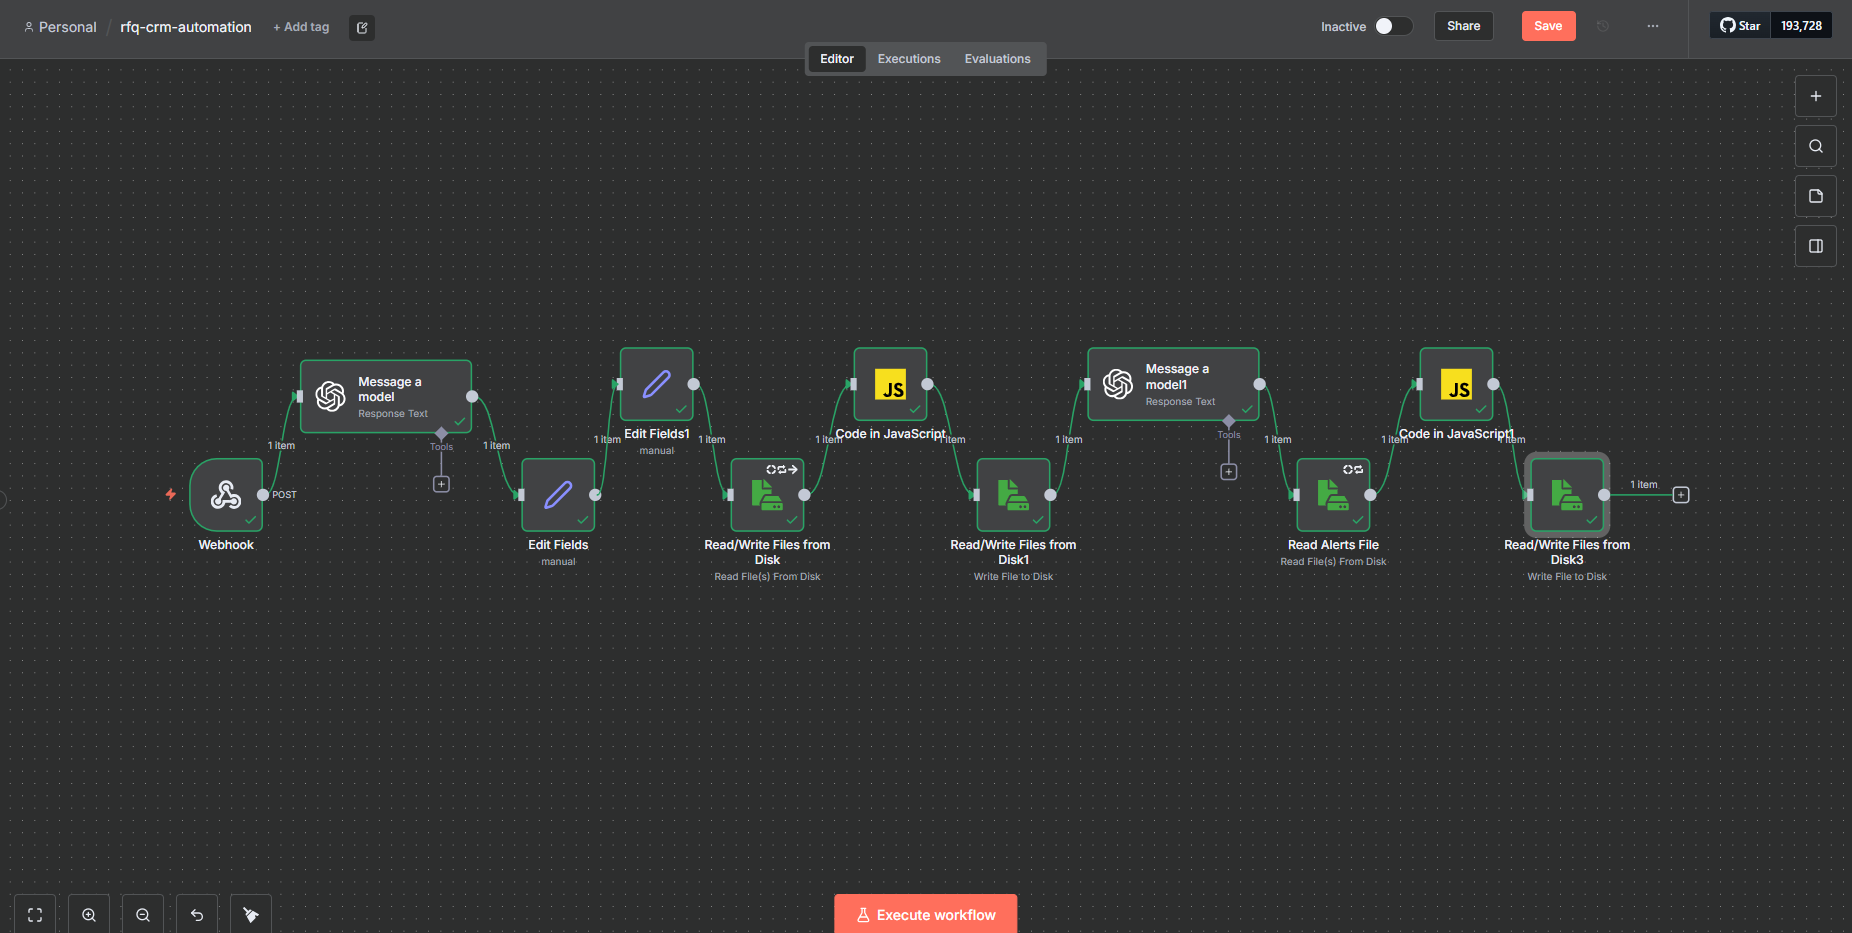 Personal / rfq-crm-automation + Add tag
Inactive Share Save ... Star 193,728
Editor Executions Evaluations
Message a model
Response Text
Tools
1 item
Webhook
POST
1 item
Edit Fields
manual
1 item
Edit Fields1
manual
1 item
Read/Write Files from Disk
Read File(s) From Disk
1 item
JS
Code in JavaScript
1 item
Read/Write Files from Disk1
Write File to Disk
1 item
Message a model1
Response Text
Tools
1 item
Read Alerts File
Read File(s) From Disk
1 item
JS
Code in JavaScript1
1 item
Read/Write Files from Disk3
Write File to Disk
1 item
Execute workflow